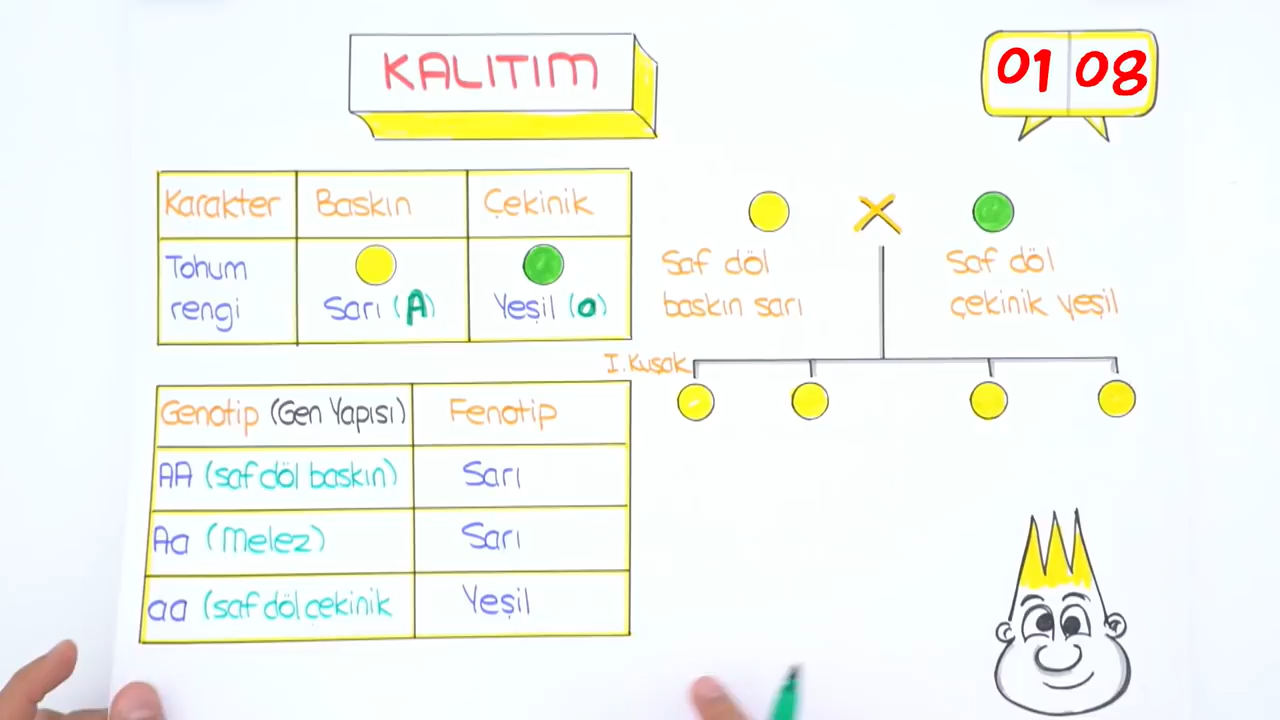 KALITIM
01 08
Karakter Baskın Çekinik
Tohum rengi Sarı (A) Yeşil (a)
Saf döl baskın sarı
Saf döl çekinik yeşil
I. Kuşak
Genotip (Gen Yapısı) Fenotip
AA (saf döl baskın) Sarı
Aa (Melez) Sarı
aa (saf döl çekinik Yeşil